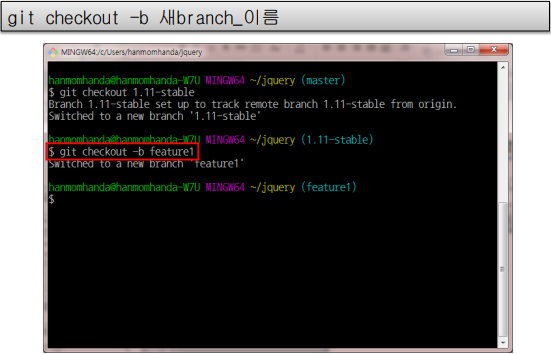 git checkout -b 새branch_이름
MINGW64:/c/Users/hanmomhanda/jquery
hanmomhanda@hanmomhanda-W7U MINGW64 ~/jquery (master)
$ git checkout 1.11-stable
Branch 1.11-stable set up to track remote branch 1.11-stable from origin.
Switched to a new branch '1.11-stable'
hanmomhanda@hanmomhanda-W7U MINGW64 ~/jquery (1.11-stable)
$ git checkout -b feature1
Switched to a new branch 'feature1'
hanmomhanda@hanmomhanda-W7U MINGW64 ~/jquery (feature1)
$